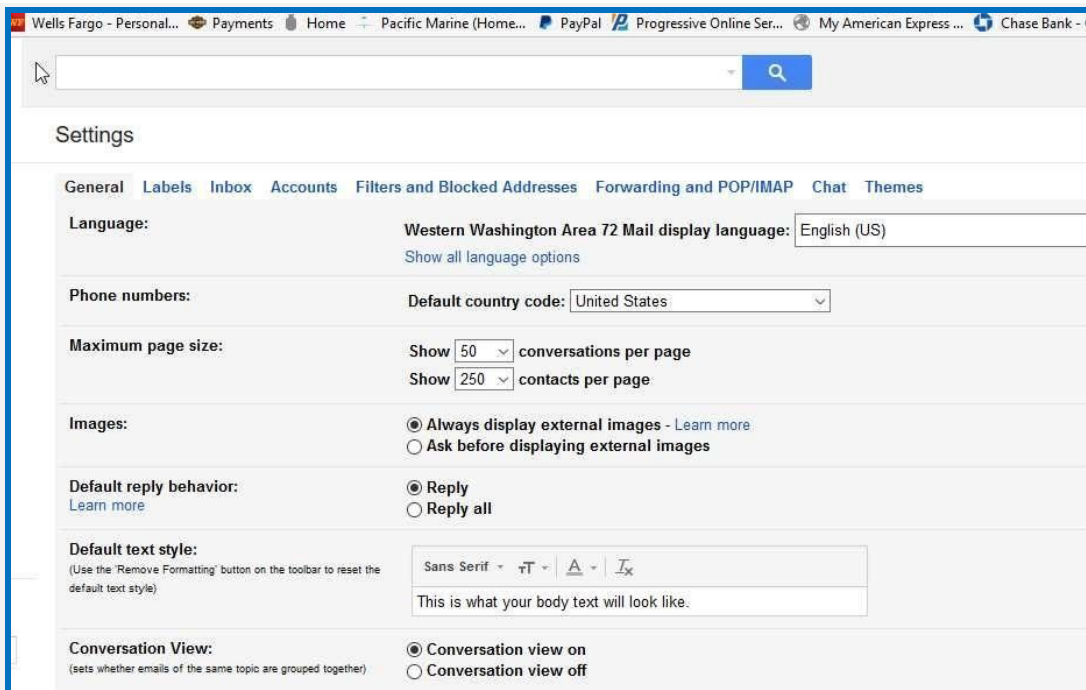 Wells Fargo - Personal... Payments Home Pacific Marine (Home... PayPal Progressive Online Ser... My American Express ... Chase Bank -
Settings
General Labels Inbox Accounts Filters and Blocked Addresses Forwarding and POP/IMAP Chat Themes
Language:
Western Washington Area 72 Mail display language: English (US)
Show all language options
Phone numbers:
Default country code: United States
Maximum page size:
Show 50 conversations per page
Show 250 contacts per page
Images:
Always display external images - Learn more
Ask before displaying external images
Default reply behavior:
Learn more
Reply
Reply all
Default text style:
(Use the 'Remove Formatting' button on the toolbar to reset the
default text style)
Sans Serif
This is what your body text will look like.
Conversation View:
(sets whether emails of the same topic are grouped together)
Conversation view on
Conversation view off